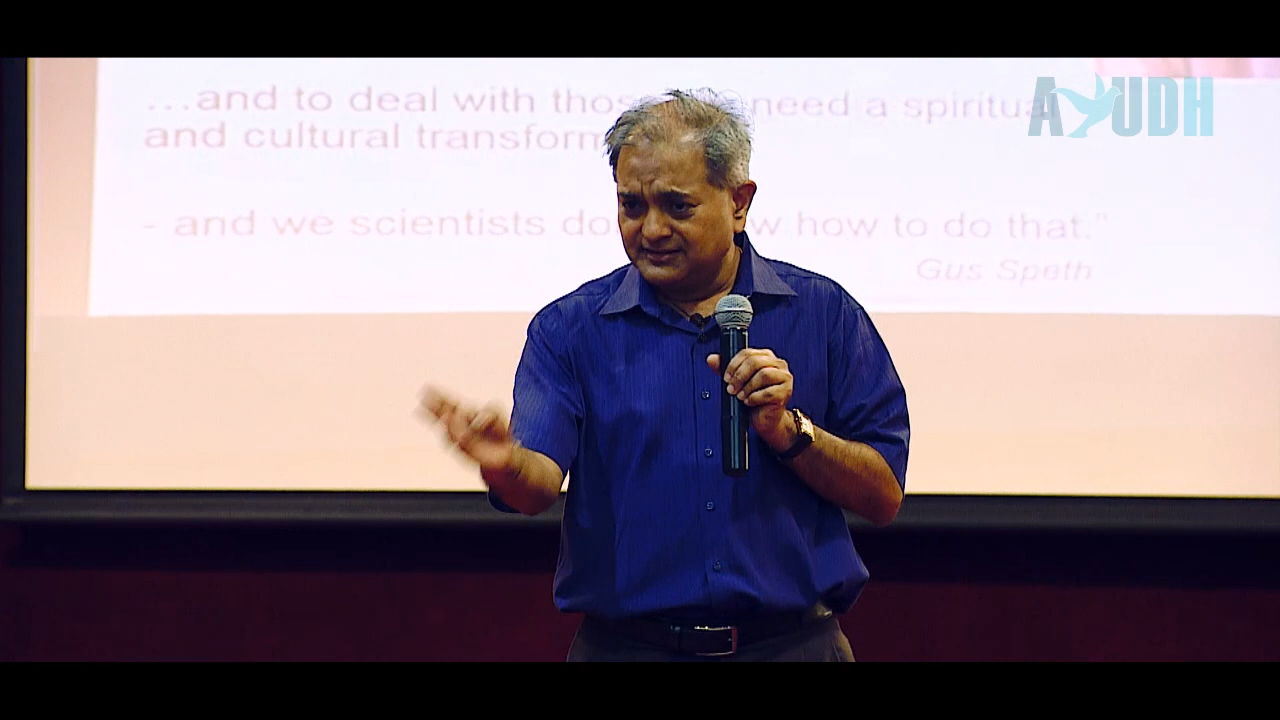 ...and to deal with those need a spiritual
and cultural transform
- and we scientists do how to do that."
Gus Speth
AYUDH